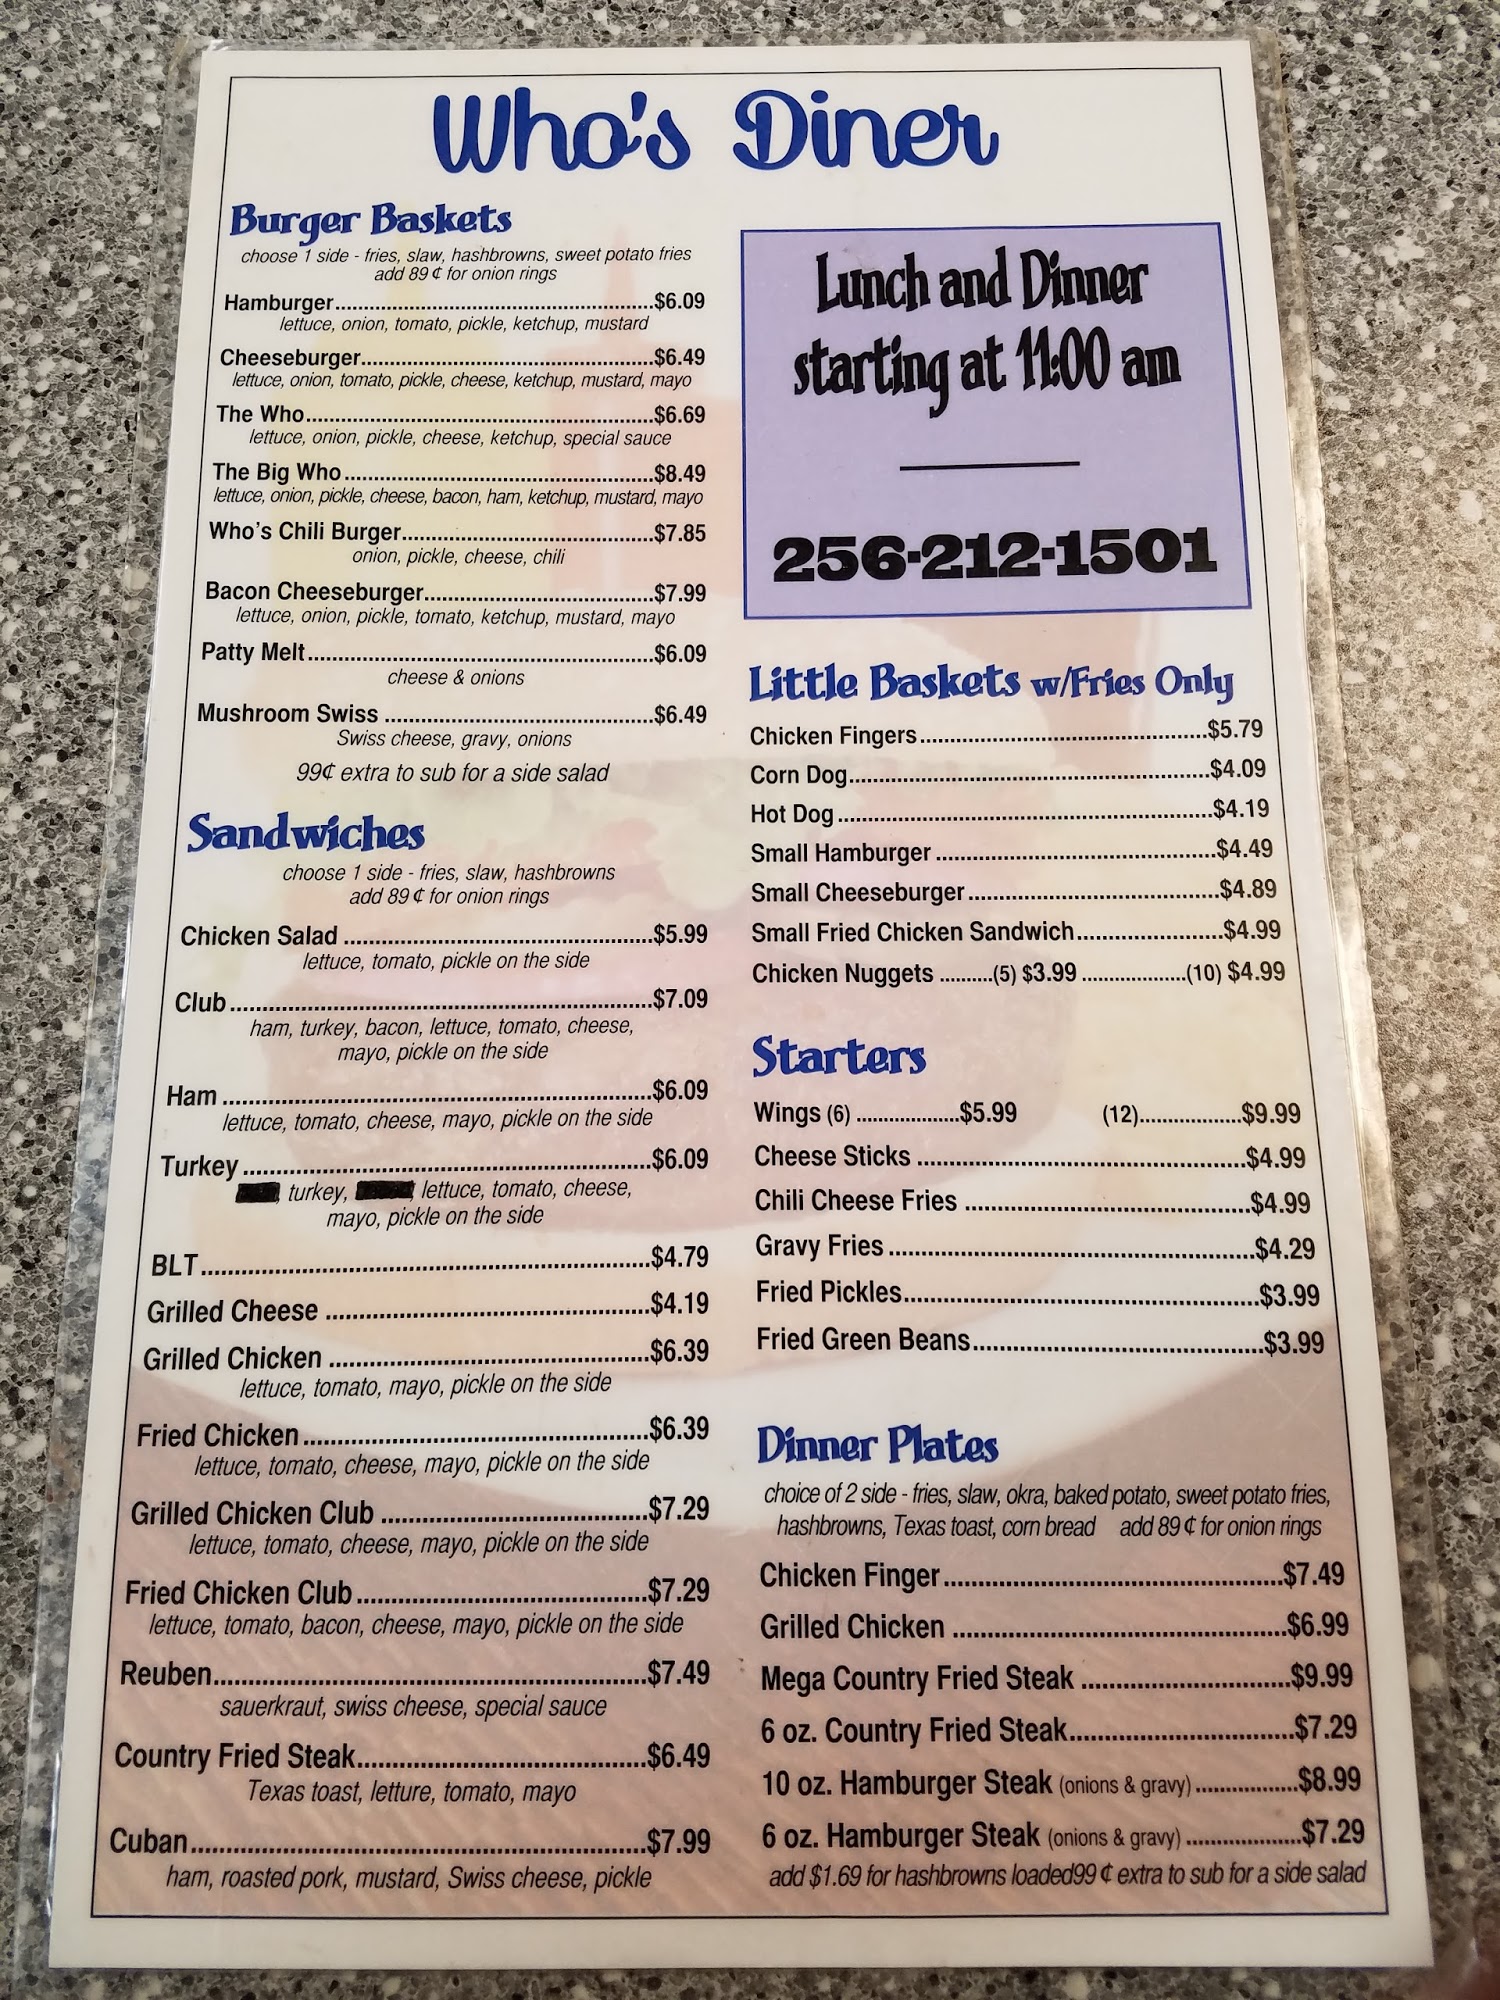 Who's Diner
Burger Baskets
choose 1 side - fries, slaw, hashbrowns, sweet potato fries
add 89 ¢ for onion rings
Hamburger....................$6.09
lettuce, onion, tomato, pickle, ketchup, mustard
Cheeseburger....................$6.49
lettuce, onion, tomato, pickle, cheese, ketchup, mustard, mayo
The Who....................$6.69
lettuce, onion, pickle, cheese, ketchup, special sauce
The Big Who....................$8.49
lettuce, onion, pickle, cheese, bacon, ham, ketchup, mustard, mayo
Who's Chili Burger....................$7.85
onion, pickle, cheese, chili
Bacon Cheeseburger....................$7.99
lettuce, onion, pickle, tomato, ketchup, mustard, mayo
Patty Melt....................$6.09
cheese & onions
Mushroom Swiss ....................$6.49
Swiss cheese, gravy, onions
99¢ extra to sub for a side salad
Sandwiches
choose 1 side - fries, slaw, hashbrowns
add 89 ¢ for onion rings
Chicken Salad ....................$5.99
lettuce, tomato, pickle on the side
Club....................$7.09
ham, turkey, bacon, lettuce, tomato, cheese,
mayo, pickle on the side
Ham ....................$6.09
lettuce, tomato, cheese, mayo, pickle on the side
Turkey....................$6.09
, turkey, lettuce, tomato, cheese,
mayo, pickle on the side
BLT....................$4.79
Grilled Cheese ....................$4.19
Grilled Chicken ....................$6.39
lettuce, tomato, mayo, pickle on the side
Fried Chicken....................$6.39
lettuce, tomato, cheese, mayo, pickle on the side
Grilled Chicken Club ....................$7.29
lettuce, tomato, cheese, mayo, pickle on the side
Fried Chicken Club....................$7.29
lettuce, tomato, bacon, cheese, mayo, pickle on the side
Reuben....................$7.49
sauerkraut, swiss cheese, special sauce
Country Fried Steak....................$6.49
Texas toast, letture, tomato, mayo
Cuban....................$7.99
ham, roasted pork, mustard, Swiss cheese, pickle
Lunch and Dinner
starting at 11:00 am
256-212-1501
Little Baskets w/Fries Only
Chicken Fingers....................$5.79
Corn Dog....................$4.09
Hot Dog....................$4.19
Small Hamburger ....................$4.49
Small Cheeseburger....................$4.89
Small Fried Chicken Sandwich....................$4.99
Chicken Nuggets ..........(5) $3.99 ....................(10) $4.99
Starters
Wings (6) ....................$5.99 (12)....................$9.99
Cheese Sticks ....................$4.99
Chili Cheese Fries ....................$4.99
Gravy Fries ....................$4.29
Fried Pickles....................$3.99
Fried Green Beans....................$3.99
Dinner Plates
choice of 2 side - fries, slaw, okra, baked potato, sweet potato fries,
hashbrowns, Texas toast, corn bread add 89 ¢ for onion rings
Chicken Finger....................$7.49
Grilled Chicken ....................$6.99
Mega Country Fried Steak ....................$9.99
6 oz. Country Fried Steak....................$7.29
10 oz. Hamburger Steak (onions & gravy) ....................$8.99
6 oz. Hamburger Steak (onions & gravy) ....................$7.29
add $1.69 for hashbrowns loaded99 ¢ extra to sub for a side salad